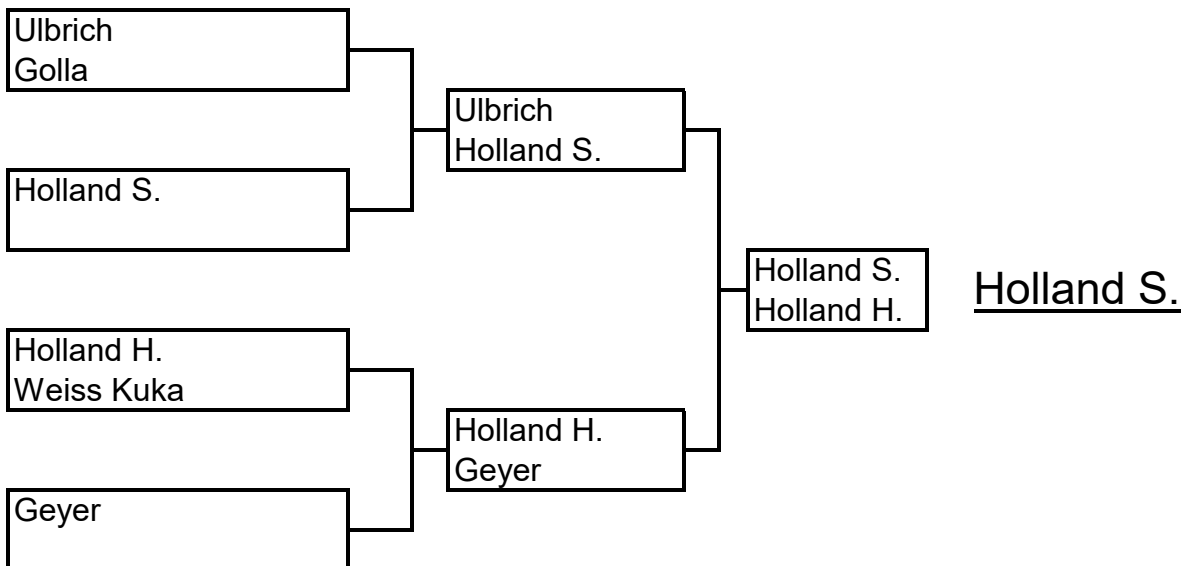 Ulbrich
Golla
Holland S.
Holland H.
Weiss Kuka
Geyer
Ulbrich
Holland S.
Holland H.
Geyer
Holland S.
Holland H.
Holland S.